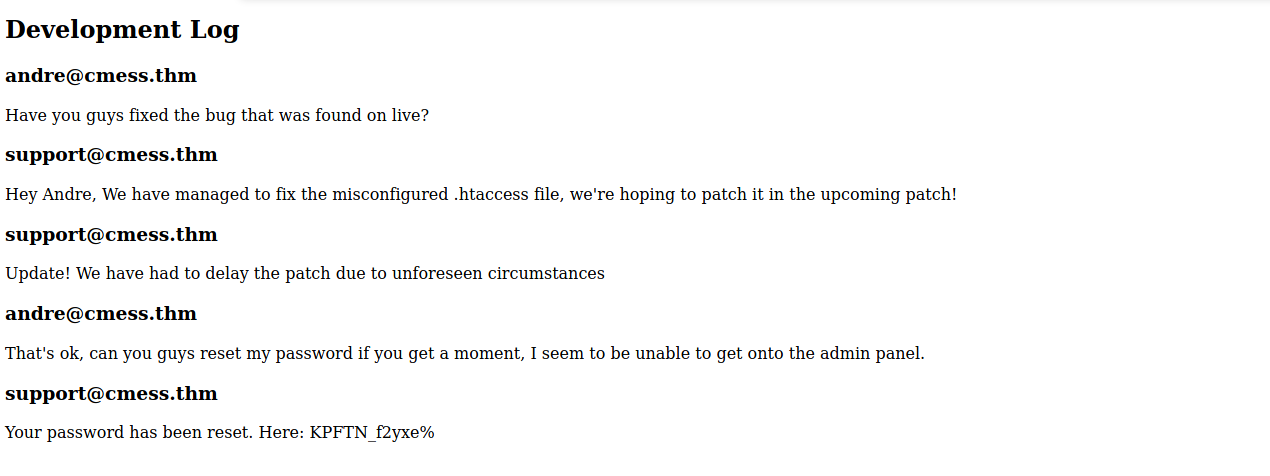 Development Log
andre@cmess.thm
Have you guys fixed the bug that was found on live?
support@cmess.thm
Hey Andre, We have managed to fix the misconfigured .htaccess file, we're hoping to patch it in the upcoming patch!
support@cmess.thm
Update! We have had to delay the patch due to unforeseen circumstances
andre@cmess.thm
That's ok, can you guys reset my password if you get a moment, I seem to be unable to get onto the admin panel.
support@cmess.thm
Your password has been reset. Here: KPFTN_f2yxe%